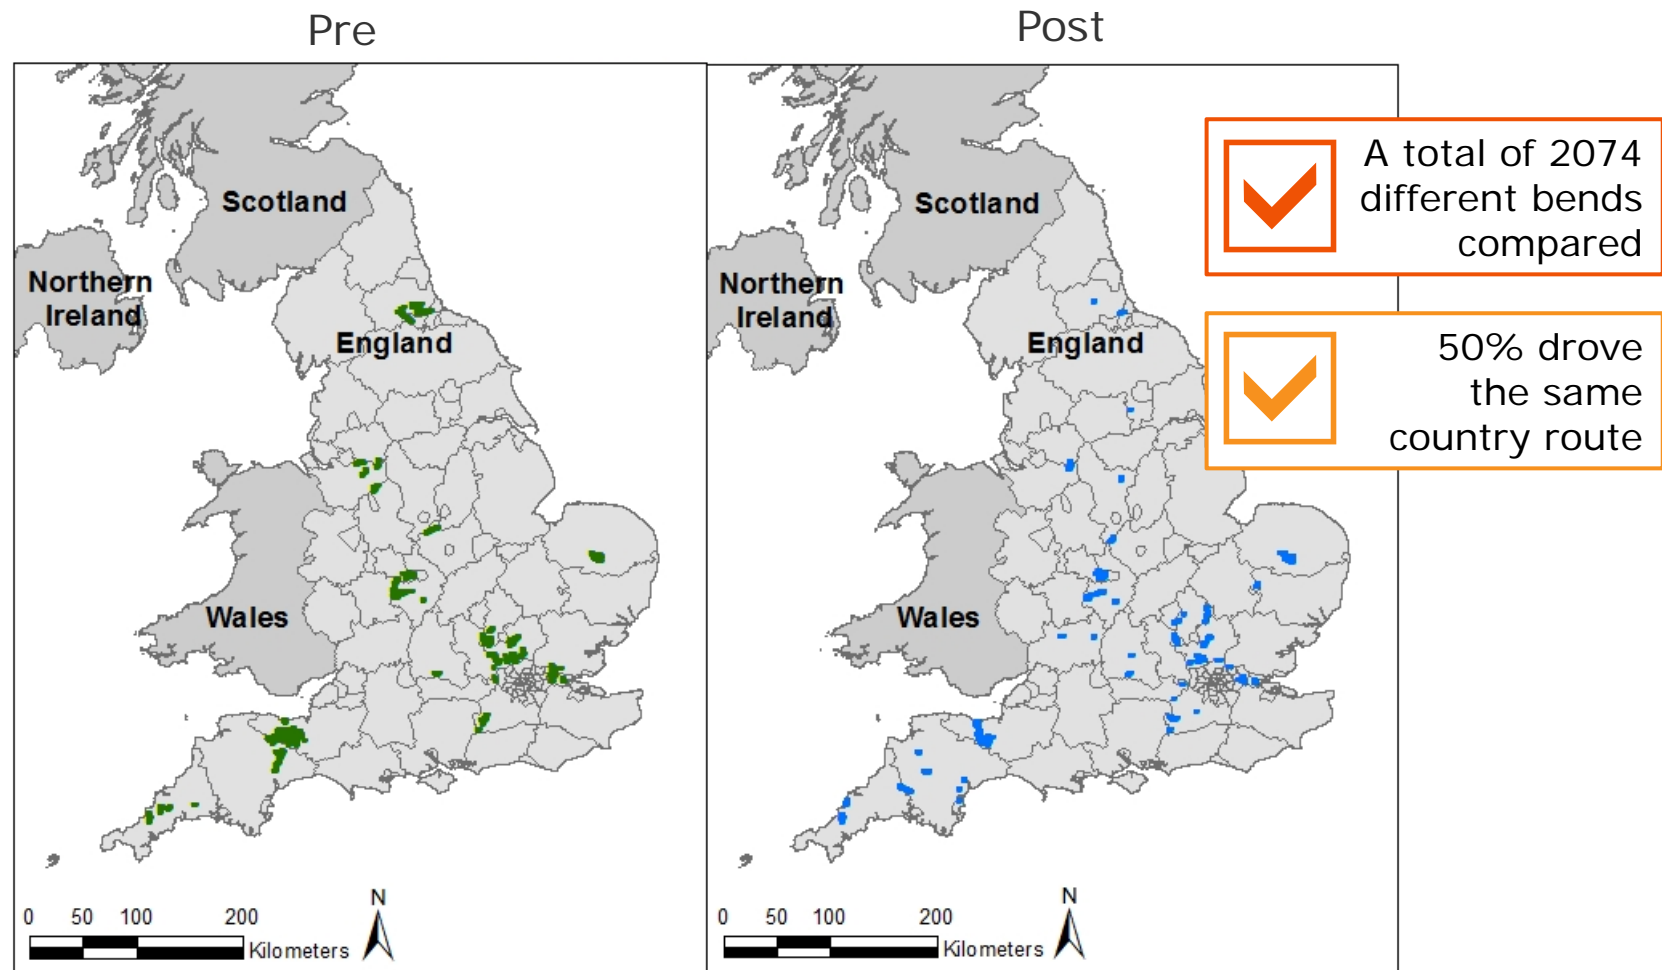 Pre
Scotland
Northern
Ireland
England
Wales
N
0 50 100 200
Kilometers
Post
Scotland
Northern
Ireland
England
Wales
N
0 50 100 200
Kilometers
A total of 2074
different bends
compared
50% drove
the same
country route